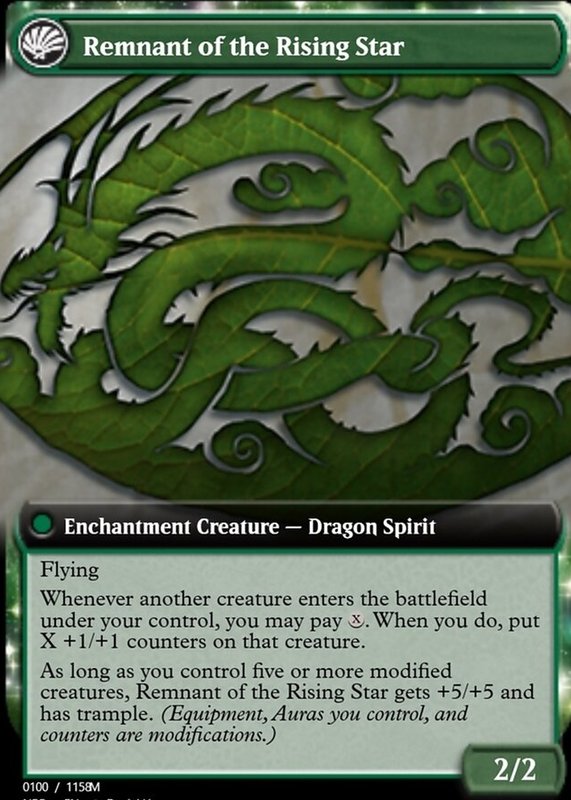 Remnant of the Rising Star
Enchantment Creature — Dragon Spirit
Flying
Whenever another creature enters the battlefield
under your control, you may pay X. When you do, put
X +1/+1 counters on that creature.
As long as you control five or more modified
creatures, Remnant of the Rising Star gets +5/+5 and
has trample. (Equipment, Auras you control, and
counters are modifications.)
2/2
0100 / 1158M